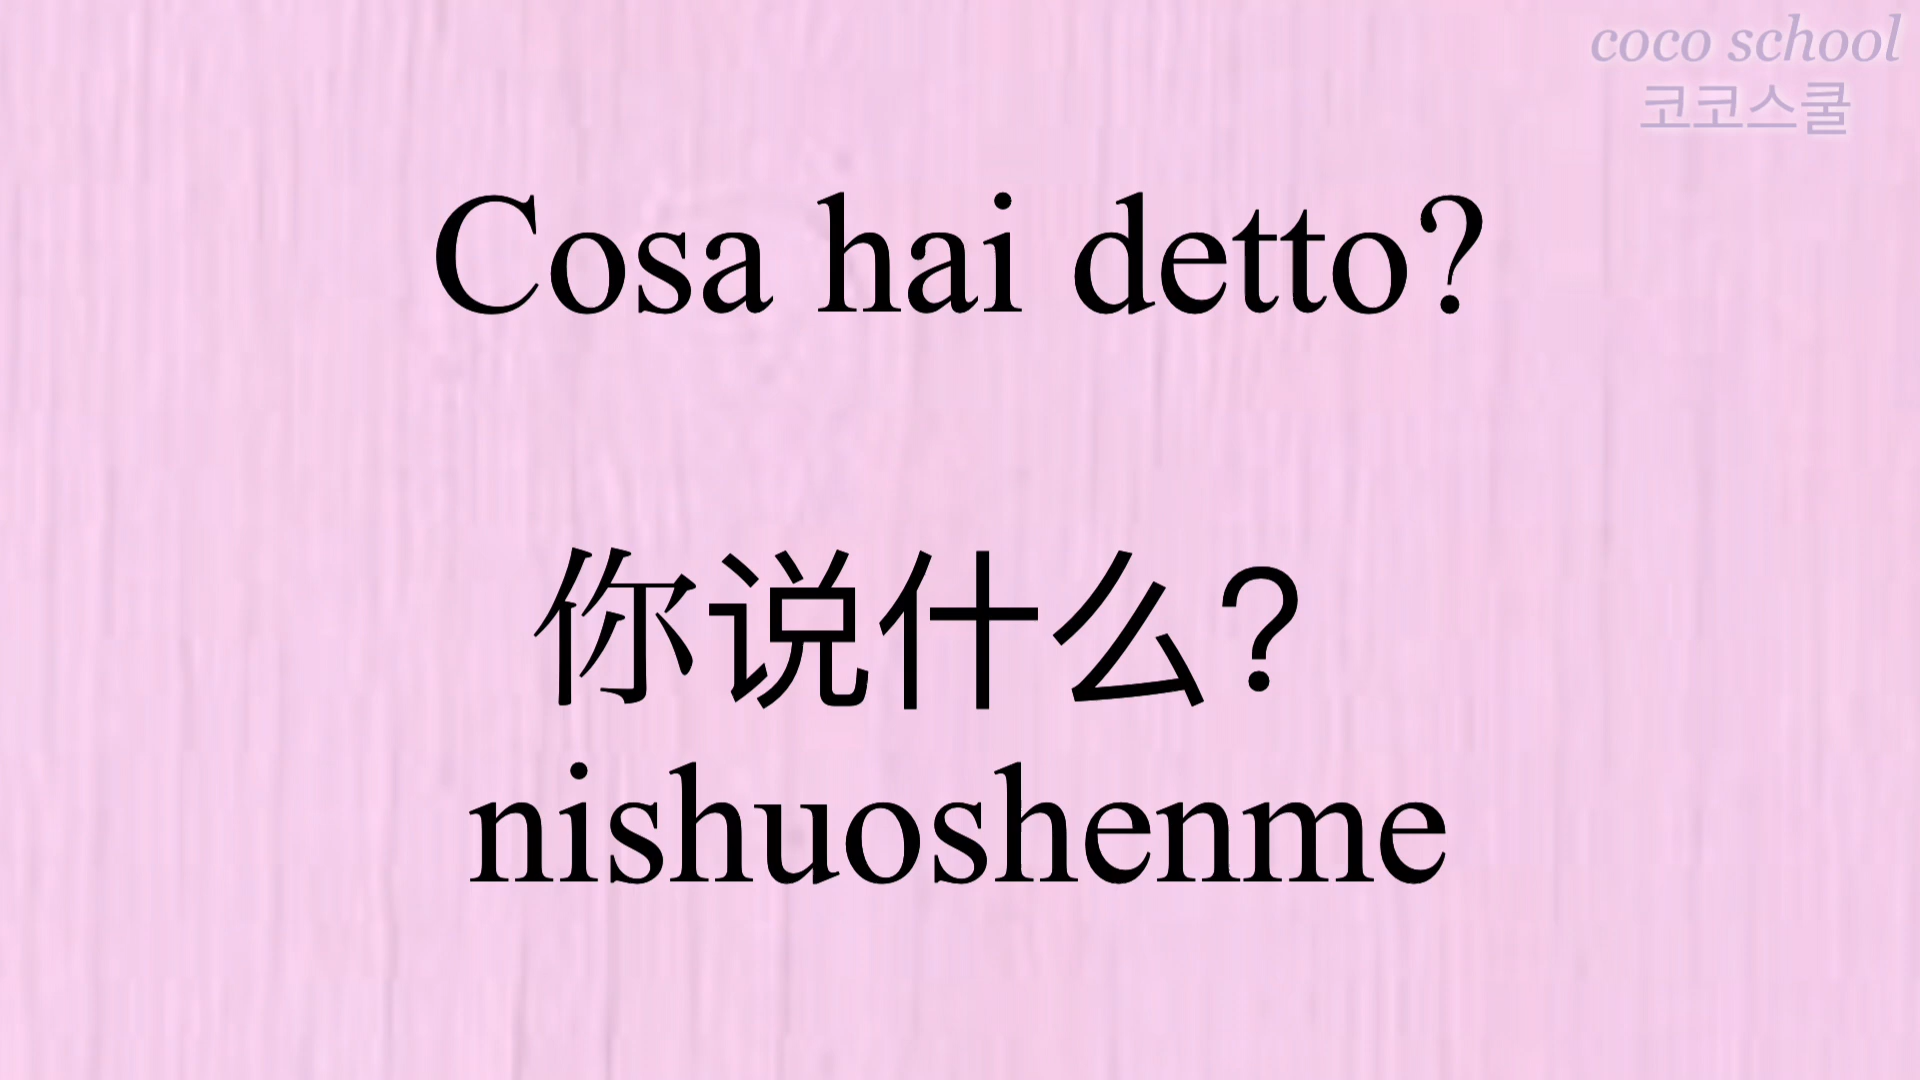 coco school
코코스쿨
Cosa hai detto?
你说什么?
nishuoshenme